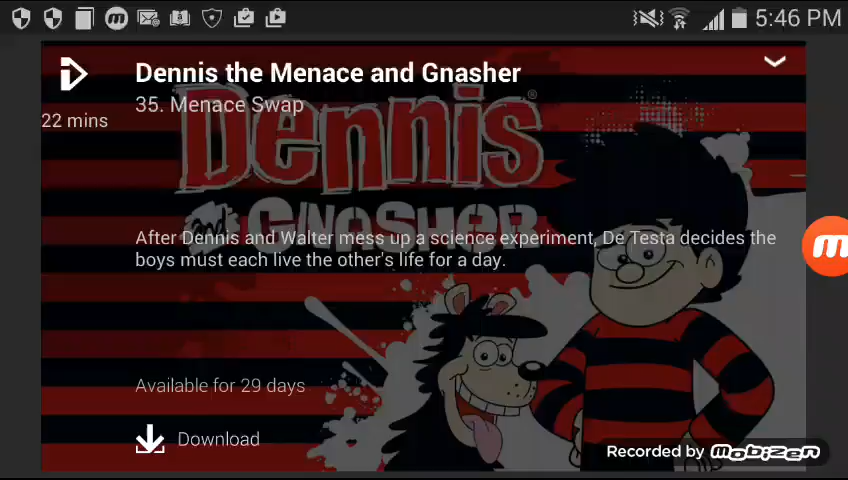 5:46 PM
Dennis the Menace and Gnasher
35. Menace Swap
22 mins
Dennis®
and GNASHER
After Dennis and Walter mess up a science experiment, De Testa decides the
boys must each live the other's life for a day.
Available for 29 days
Download
Recorded by mobizen